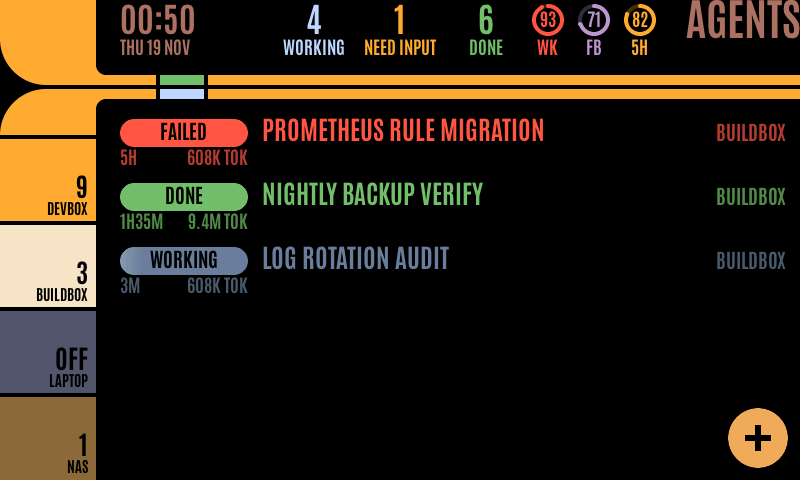 00:50
THU 19 NOV
4
WORKING
1
NEED INPUT
6
DONE
93
WK
71
FB
82
5H
AGENTS
9
DEVBOX
3
BUILDBOX
OFF
LAPTOP
1
NAS
FAILED
PROMETHEUS RULE MIGRATION
BUILDBOX
5H 608K TOK
DONE
NIGHTLY BACKUP VERIFY
BUILDBOX
1H35M 9.4M TOK
WORKING
LOG ROTATION AUDIT
BUILDBOX
3M 608K TOK
+